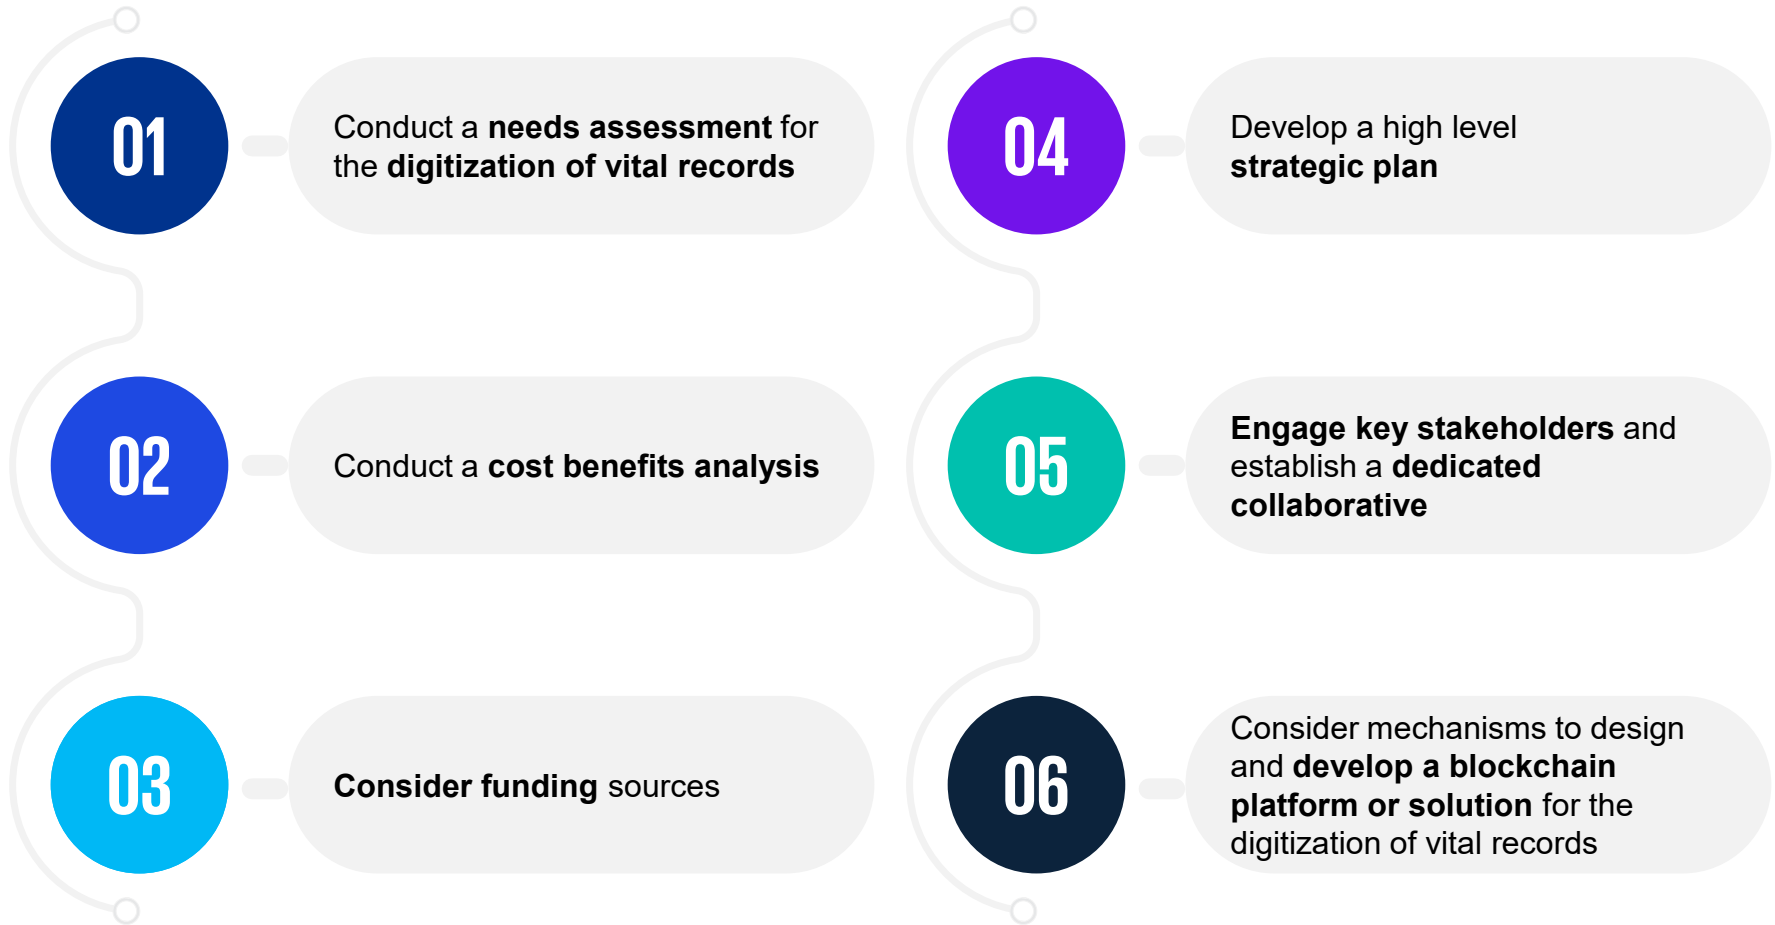 01
Conduct a needs assessment for
the digitization of vital records
02
Conduct a cost benefits analysis
03
Consider funding sources
04
Develop a high level
strategic plan
05
Engage key stakeholders and
establish a dedicated
collaborative
06
Consider mechanisms to design
and develop a blockchain
platform or solution for the
digitization of vital records